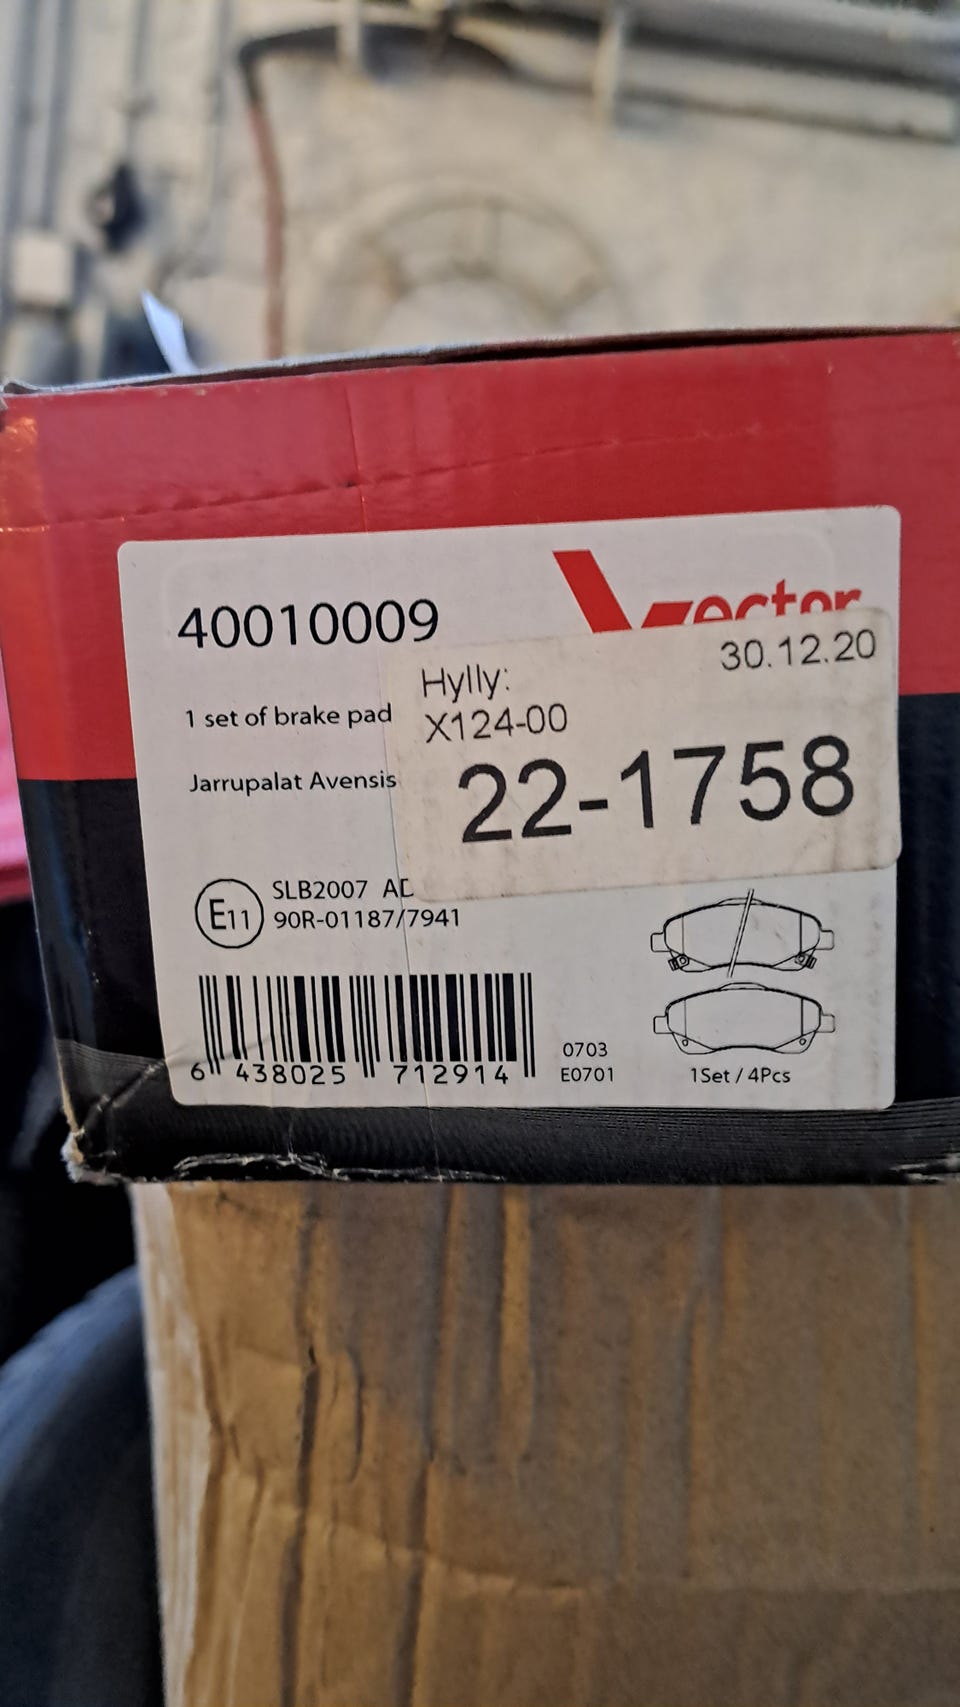 40010009
Vector
30.12.20
Hylly:
X124-00
22-1758
1 set of brake pad
Jarrupalat Avensis
E11
SLB2007
90R-01187/7941
6 438025 712914
0703
E0701
1Set / 4Pcs